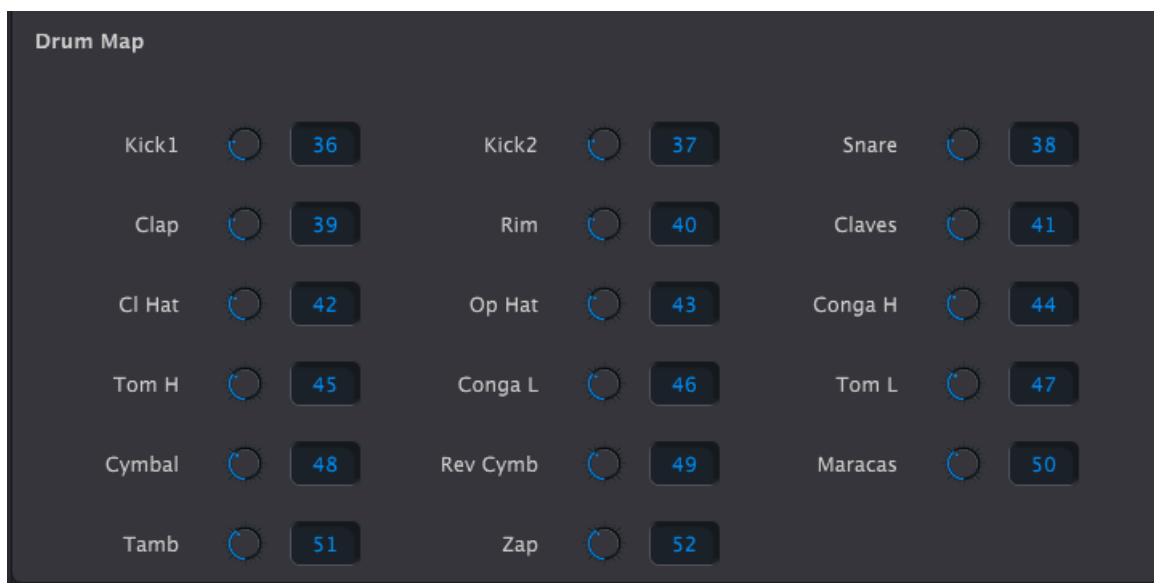 Drum Map
Kick1 36 Kick2 37 Snare 38
Clap 39 Rim 40 Claves 41
Cl Hat 42 Op Hat 43 Conga H 44
Tom H 45 Conga L 46 Tom L 47
Cymbal 48 Rev Cymb 49 Maracas 50
Tamb 51 Zap 52